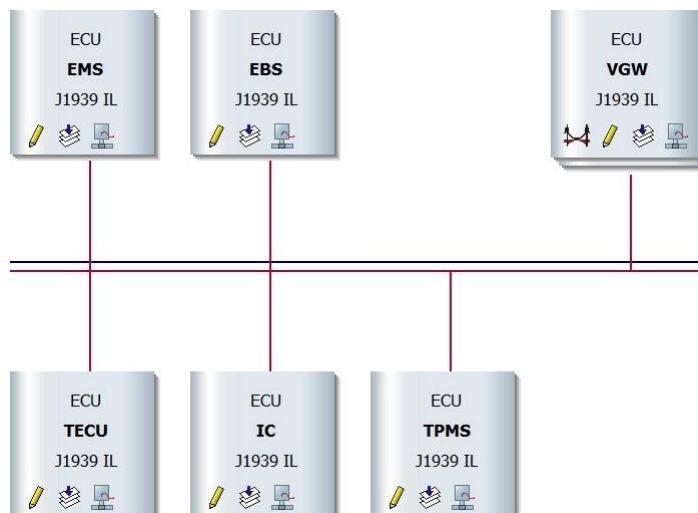 ECU
EMS
J1939 IL
ECU
EBS
J1939 IL
ECU
VGW
J1939 IL
ECU
TECU
J1939 IL
ECU
IC
J1939 IL
ECU
TPMS
J1939 IL